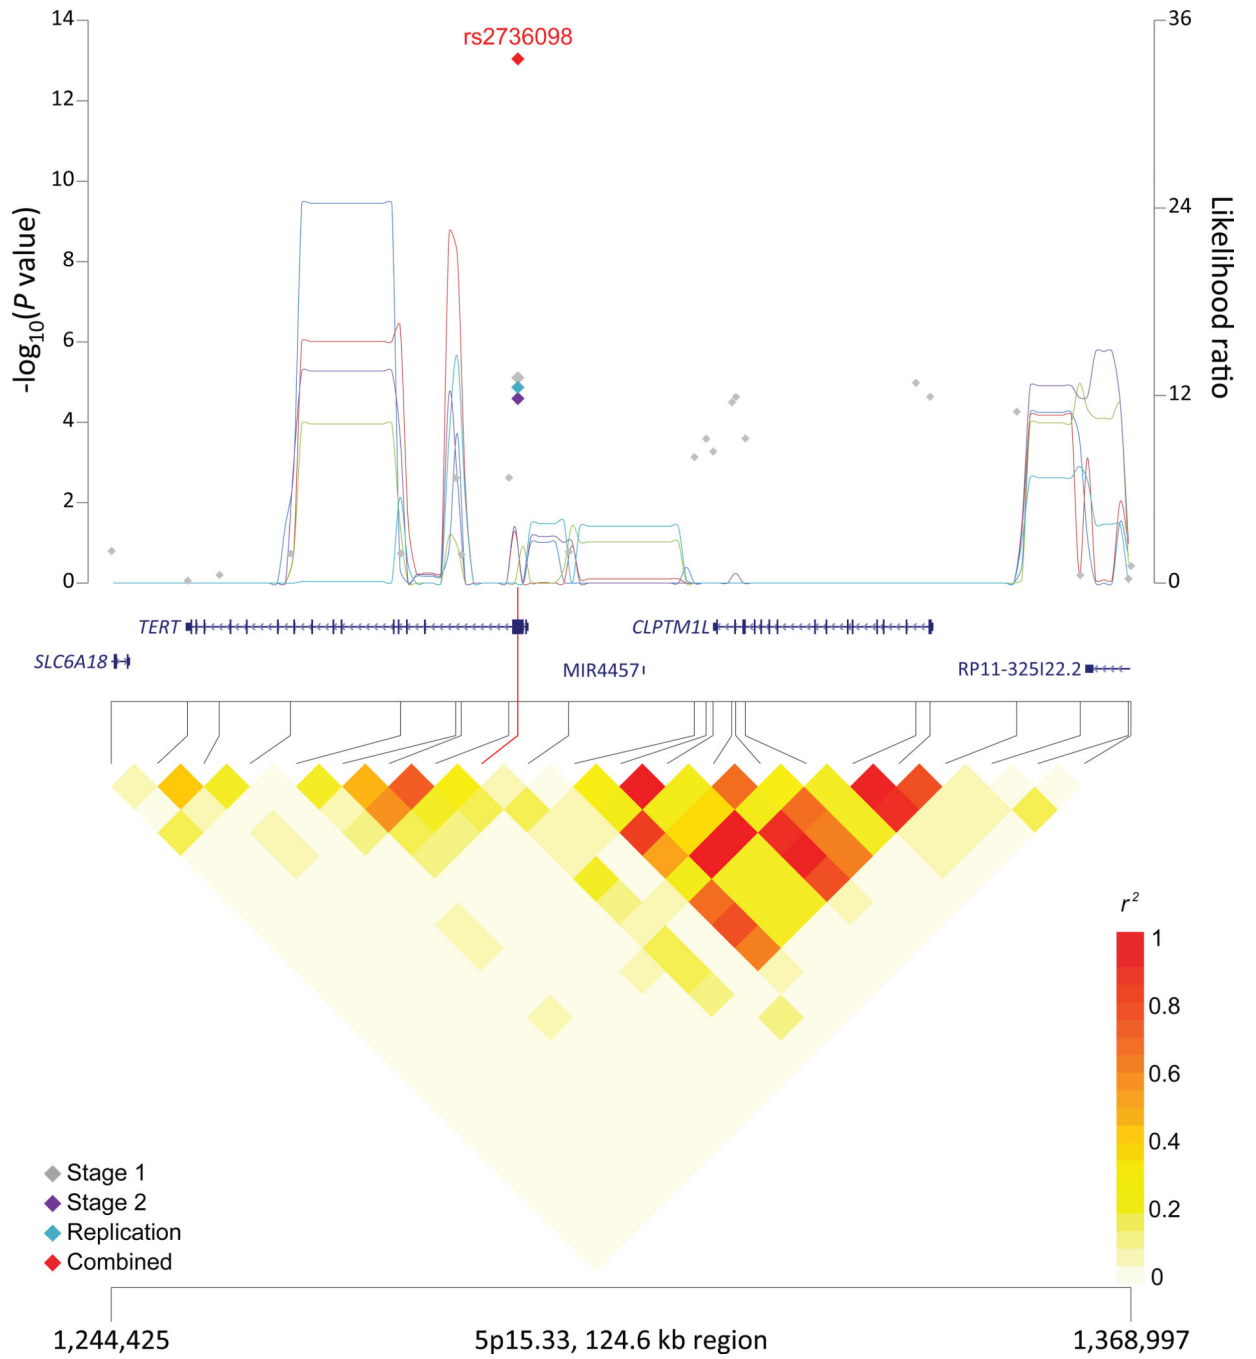 rs2736098
14
12
10
8
6
4
2
0
-log10(P value)
36
24
12
0
Likelihood ratio
TERT
CLPTM1L
SLC6A18
MIR4457
RP11-325I22.2
r2
1
0.8
0.6
0.4
0.2
0
Stage 1
Stage 2
Replication
Combined
1,244,425
5p15.33, 124.6 kb region
1,368,997